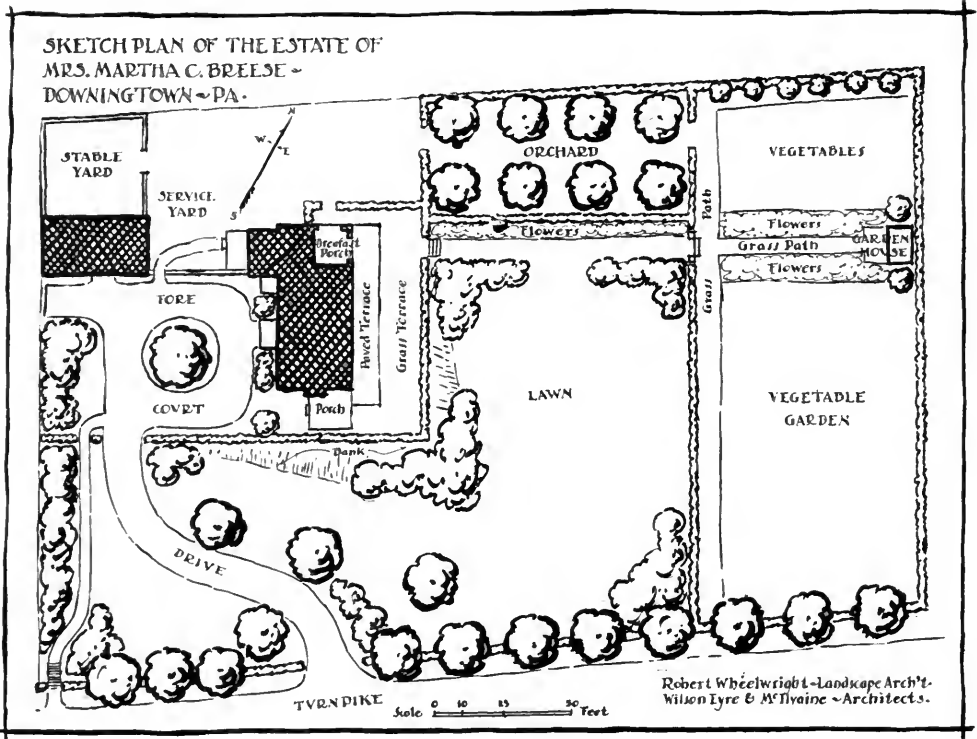 SKETCH PLAN OF THE ESTATE OF
MRS. MARTHA C. BREESE ~
DOWNINGTOWN ~ PA.
N
W
E
S
STABLE
YARD
SERVICE
YARD
ORCHARD
VEGETABLES
Path
Flowers
Flowers
Grass Path
GARDEN
HOUSE
Flowers
Breakfast
Porch
FORE
COURT
Paved Terrace
Grass Terrace
Grass
LAWN
VEGETABLE
GARDEN
Porch
Bank
DRIVE
TVRNPIKE
Scale 0 10 25 50 Feet
Robert Wheelwright ~ Landscape Arch't.
Wilson Eyre & McIlvaine ~ Architects.